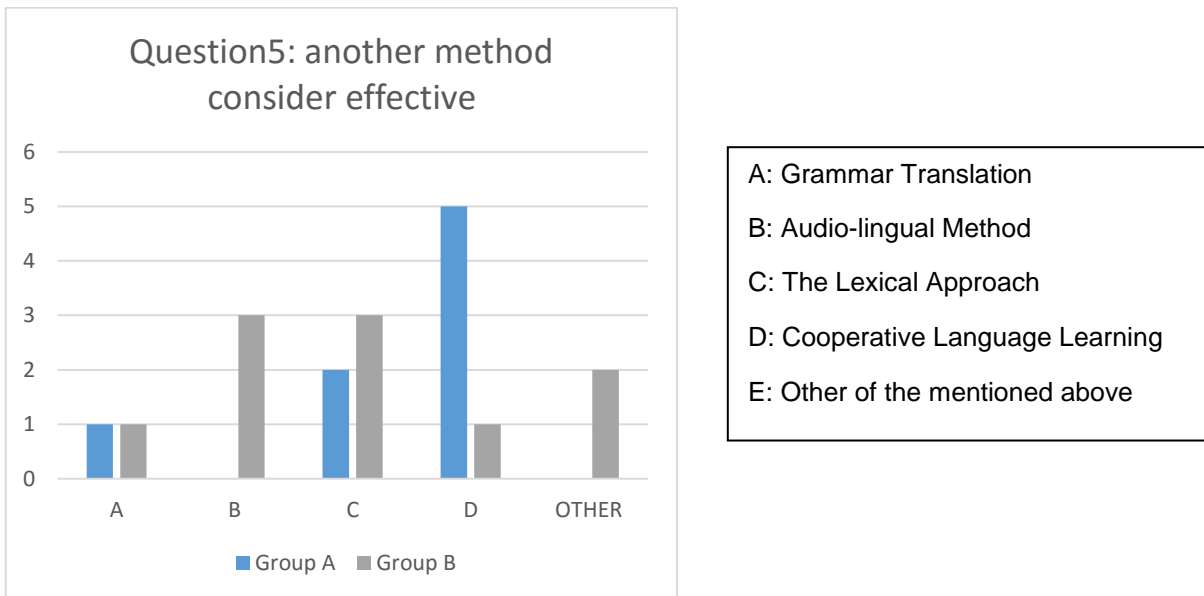 Question5: another method
consider effective
6
5
4
3
2
1
0
A B C D OTHER
Group A Group B
A: Grammar Translation
B: Audio-lingual Method
C: The Lexical Approach
D: Cooperative Language Learning
E: Other of the mentioned above